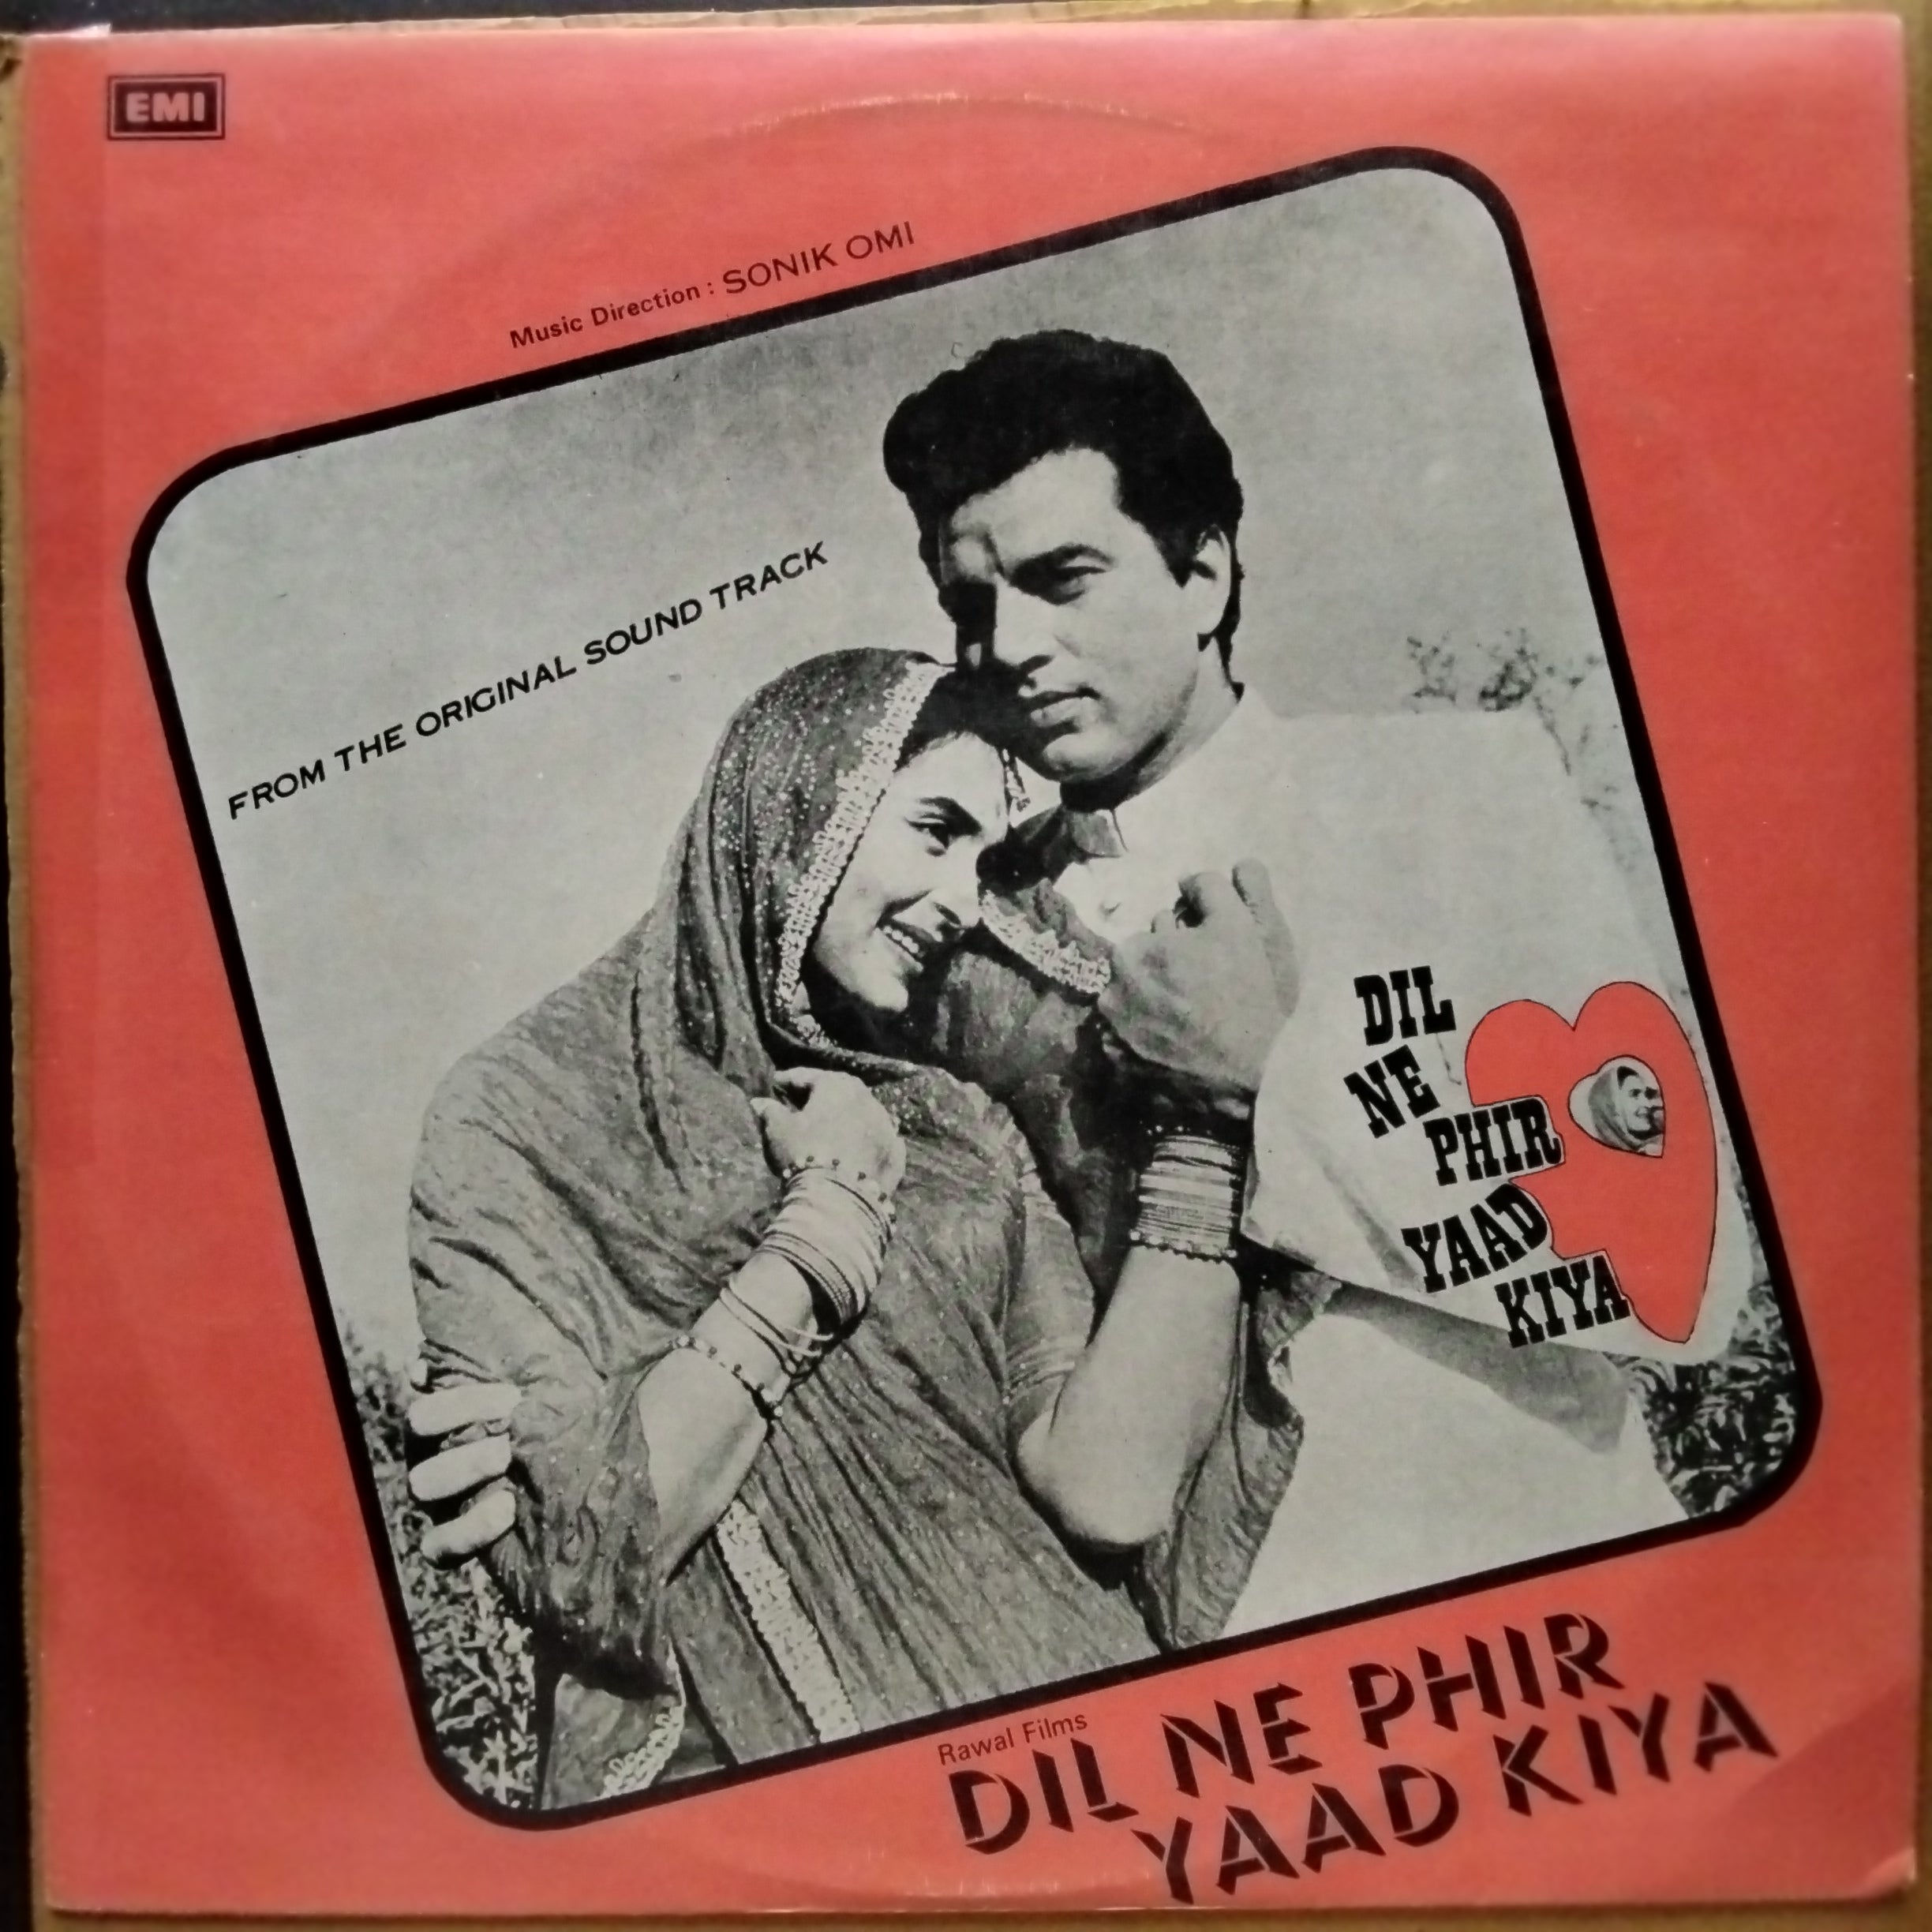 EMI
Music Direction : SONIK OMI
FROM THE ORIGINAL SOUND TRACK
DIL
NE
PHIR
YAAD
KIYA
Rawal Films
DIL NE PHIR
YAAD KIYA